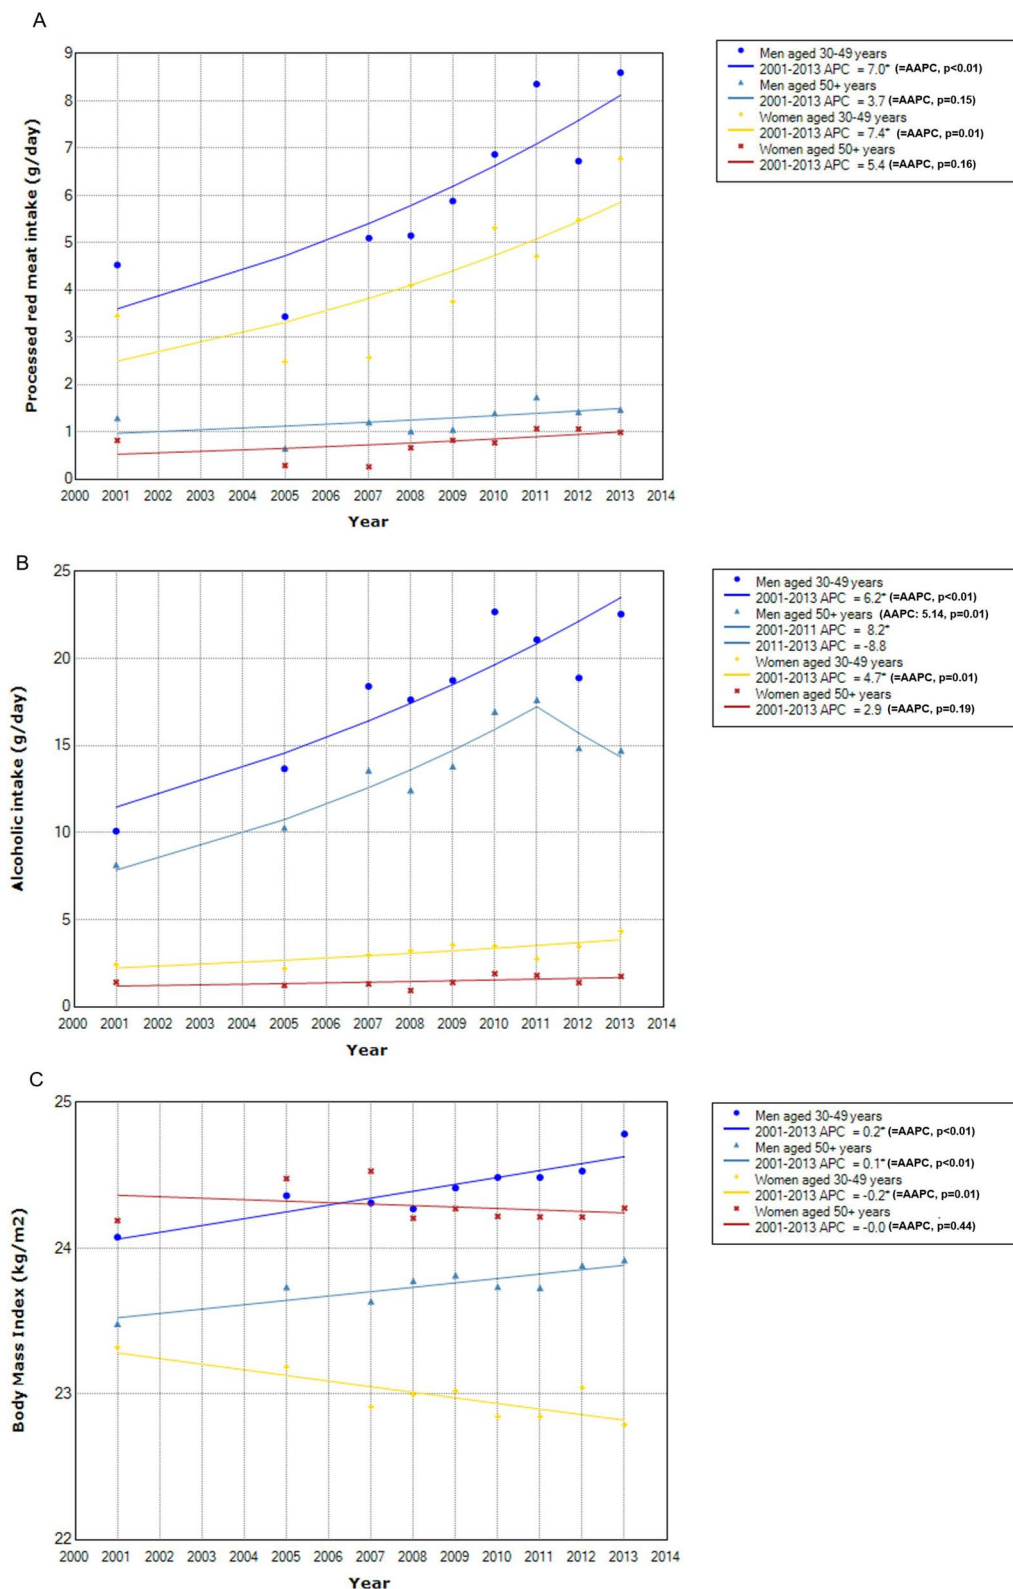 A
Processed red meat intake (g/day)
9
8
7
6
5
4
3
2
1
0
2000 2001 2002 2003 2004 2005 2006 2007 2008 2009 2010 2011 2012 2013 2014
Year
Men aged 30-49 years
2001-2013 APC = 7.0* (=AAPC, p<0.01)
Men aged 50+ years
2001-2013 APC = 3.7 (=AAPC, p=0.15)
Women aged 30-49 years
2001-2013 APC = 7.4* (=AAPC, p=0.01)
Women aged 50+ years
2001-2013 APC = 5.4 (=AAPC, p=0.16)
B
Alcoholic intake (g/day)
25
20
15
10
5
0
2000 2001 2002 2003 2004 2005 2006 2007 2008 2009 2010 2011 2012 2013 2014
Year
Men aged 30-49 years
2001-2013 APC = 6.2* (=AAPC, p<0.01)
Men aged 50+ years (AAPC: 5.14, p=0.01)
2001-2011 APC = 8.2*
2011-2013 APC = -8.8
Women aged 30-49 years
2001-2013 APC = 4.7* (=AAPC, p=0.01)
Women aged 50+ years
2001-2013 APC = 2.9 (=AAPC, p=0.19)
C
Body Mass Index (kg/m2)
25
24
23
22
2000 2001 2002 2003 2004 2005 2006 2007 2008 2009 2010 2011 2012 2013 2014
Year
Men aged 30-49 years
2001-2013 APC = 0.2* (=AAPC, p<0.01)
Men aged 50+ years
2001-2013 APC = 0.1* (=AAPC, p<0.01)
Women aged 30-49 years
2001-2013 APC = -0.2* (=AAPC, p=0.01)
Women aged 50+ years
2001-2013 APC = -0.0 (=AAPC, p=0.44)